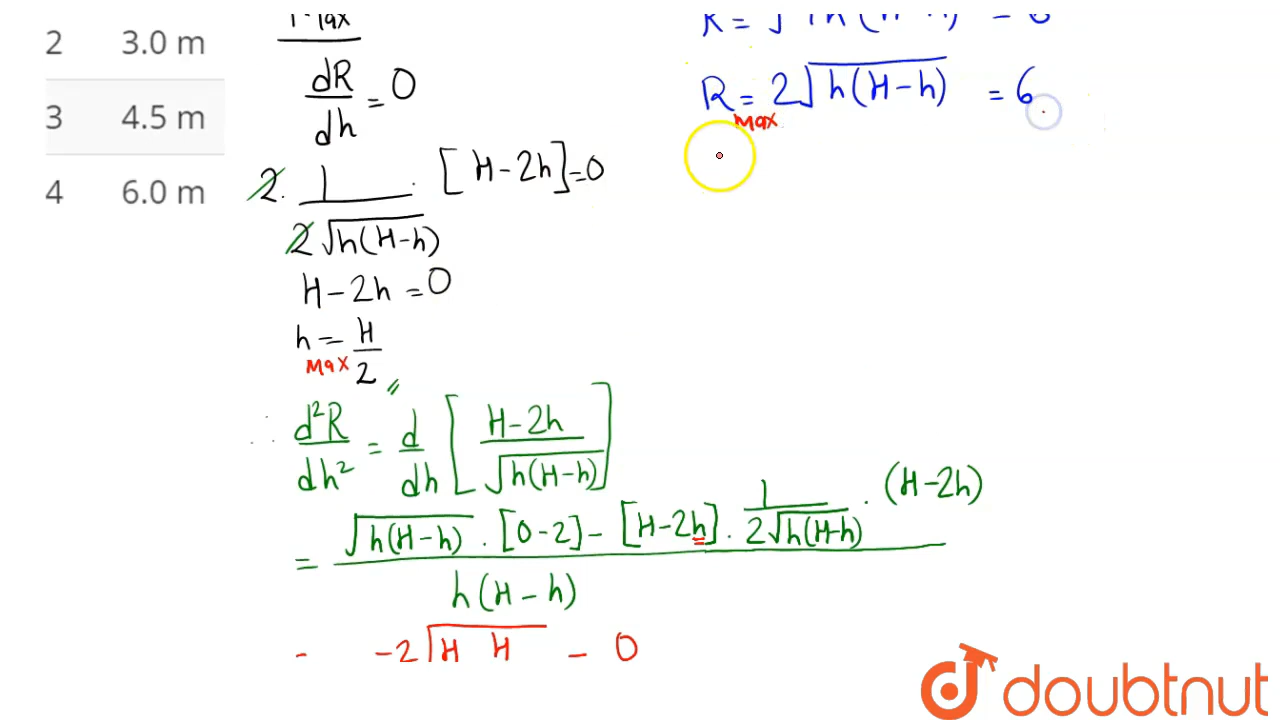 2 3.0 m
3 4.5 m
4 6.0 m
Max
dR/dh = 0
2. 1/(2√h(H-h)) [H-2h]=0
H-2h=0
h = H/2
Max
∴ d²R/dh² = d/dh [H-2h/√h(H-h)]
= √h(H-h) . [0-2] - [H-2h] . 1/(2√h(H-h)) . (H-2h)
h(H-h)
= -2√H H - 0
R = 2√h(H-h) = 6
Max
doubtnut